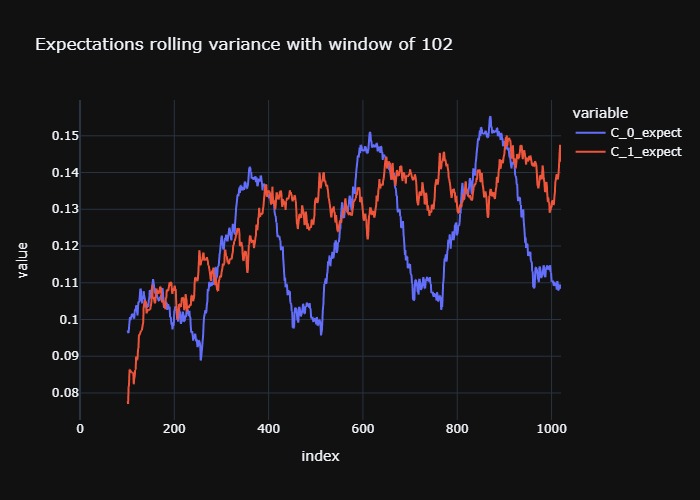 Expectations rolling variance with window of 102
variable
C_0_expect
C_1_expect
value
0.15
0.14
0.13
0.12
0.11
0.1
0.09
0.08
0
200
400
600
800
1000
index